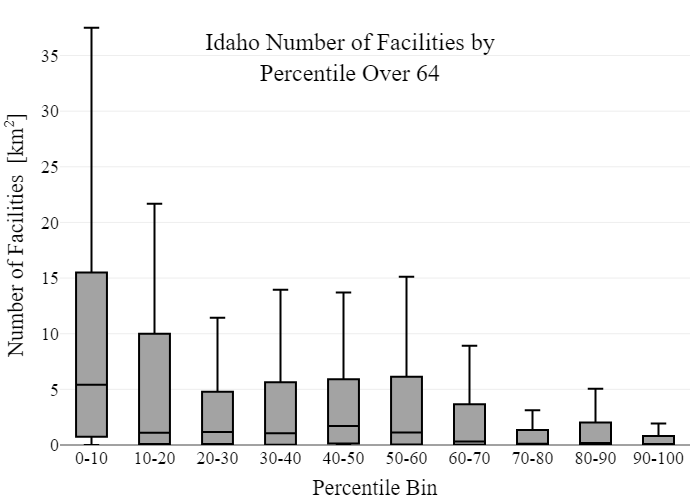 Idaho Number of Facilities by
Percentile Over 64
Number of Facilities [km²]
35
30
25
20
15
10
5
0
0-10 10-20 20-30 30-40 40-50 50-60 60-70 70-80 80-90 90-100
Percentile Bin